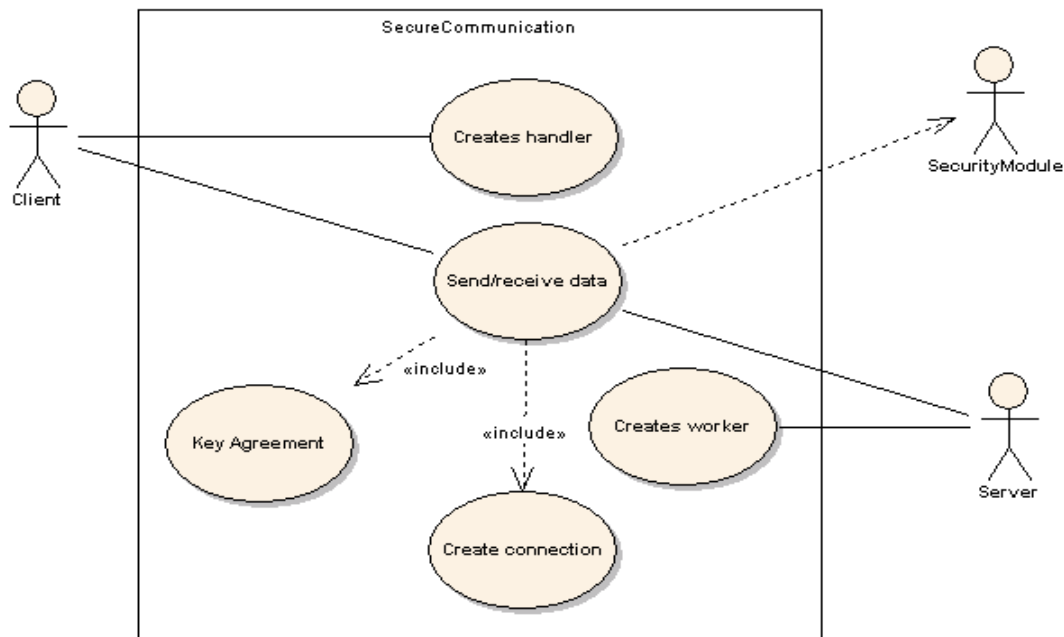 SecureCommunication
Creates handler
Client
SecurityModule
Send/receive data
«include»
Key Agreement
«include»
Creates worker
Server
Create connection